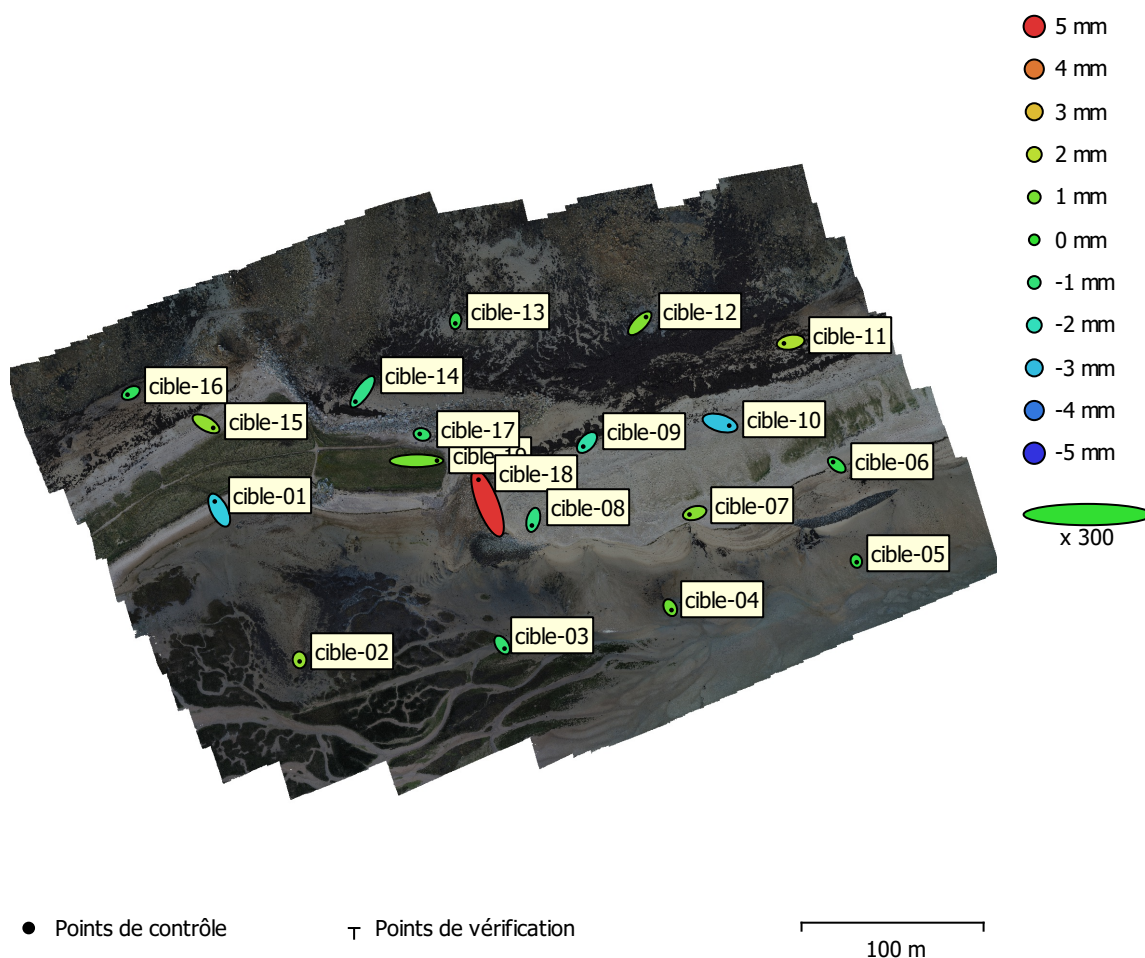 5 mm
4 mm
3 mm
2 mm
1 mm
0 mm
-1 mm
-2 mm
-3 mm
-4 mm
-5 mm
x 300
cible-13
cible-12
cible-11
cible-14
cible-16
cible-15
cible-17
cible-09
cible-10
cible-18
cible-06
cible-01
cible-08
cible-07
cible-05
cible-04
cible-03
cible-02
Points de contrôle
Points de vérification
100 m